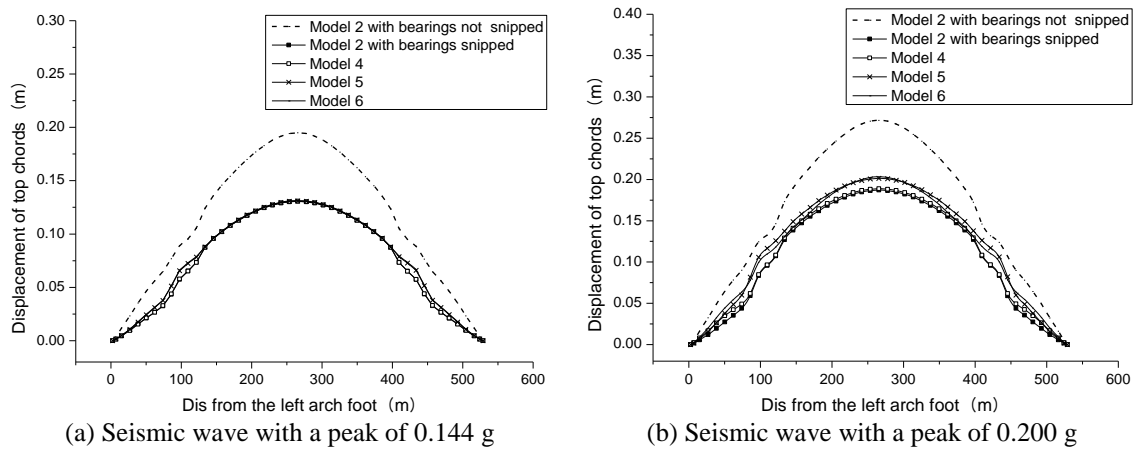 0.30
0.25
0.20
0.15
0.10
0.05
0.00
Displacement of top chords (m)
Model 2 with bearings not snipped
Model 2 with bearings snipped
Model 4
Model 5
Model 6
0
100
200
300
400
500
600
Dis from the left arch foot (m)
(a) Seismic wave with a peak of 0.144 g
0.40
0.35
0.30
0.25
0.20
0.15
0.10
0.05
0.00
Displacement of top chords (m)
Model 2 with bearings not snipped
Model 2 with bearings snipped
Model 4
Model 5
Model 6
0
100
200
300
400
500
600
Dis from the left arch foot (m)
(b) Seismic wave with a peak of 0.200 g